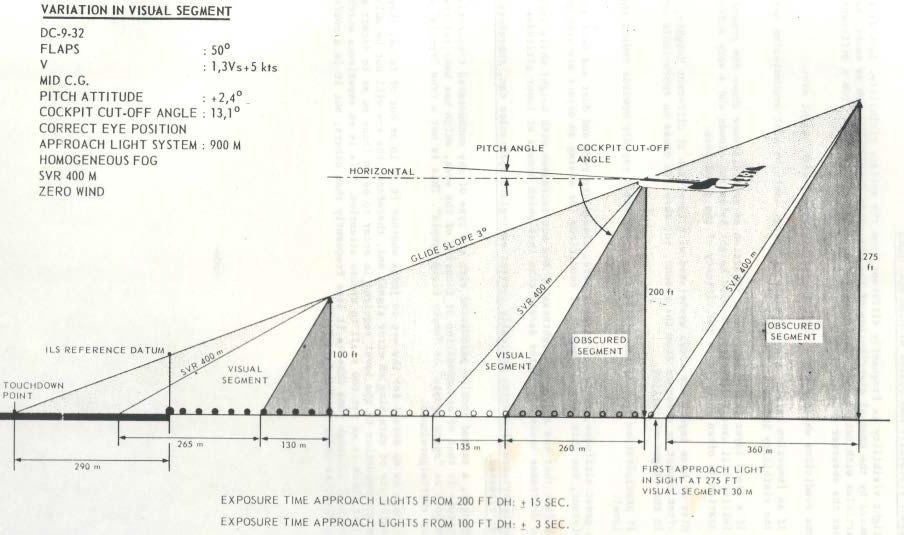 VARIATION IN VISUAL SEGMENT
DC-9-32
FLAPS : 50°
V : 1,3Vs+5 kts
MID C.G.
PITCH ATTITUDE : +2,4°
COCKPIT CUT-OFF ANGLE : 13,1°
CORRECT EYE POSITION
APPROACH LIGHT SYSTEM : 900 M
HOMOGENEOUS FOG
SVR 400 M
ZERO WIND
PITCH ANGLE
COCKPIT CUT-OFF
ANGLE
HORIZONTAL
GLIDE SLOPE 3°
SVR 400 m
275
ft
SVR 400 m
200 ft
OBSCURED
SEGMENT
OBSCURED
SEGMENT
ILS REFERENCE DATUM
SVR 400 m
100 ft
VISUAL
SEGMENT
VISUAL
SEGMENT
TOUCHDOWN
POINT
265 m
130 m
135 m
260 m
360 m
290 m
FIRST APPROACH LIGHT
IN SIGHT AT 275 FT
VISUAL SEGMENT 30 M
EXPOSURE TIME APPROACH LIGHTS FROM 200 FT DH: ± 15 SEC.
EXPOSURE TIME APPROACH LIGHTS FROM 100 FT DH: ± 3 SEC.